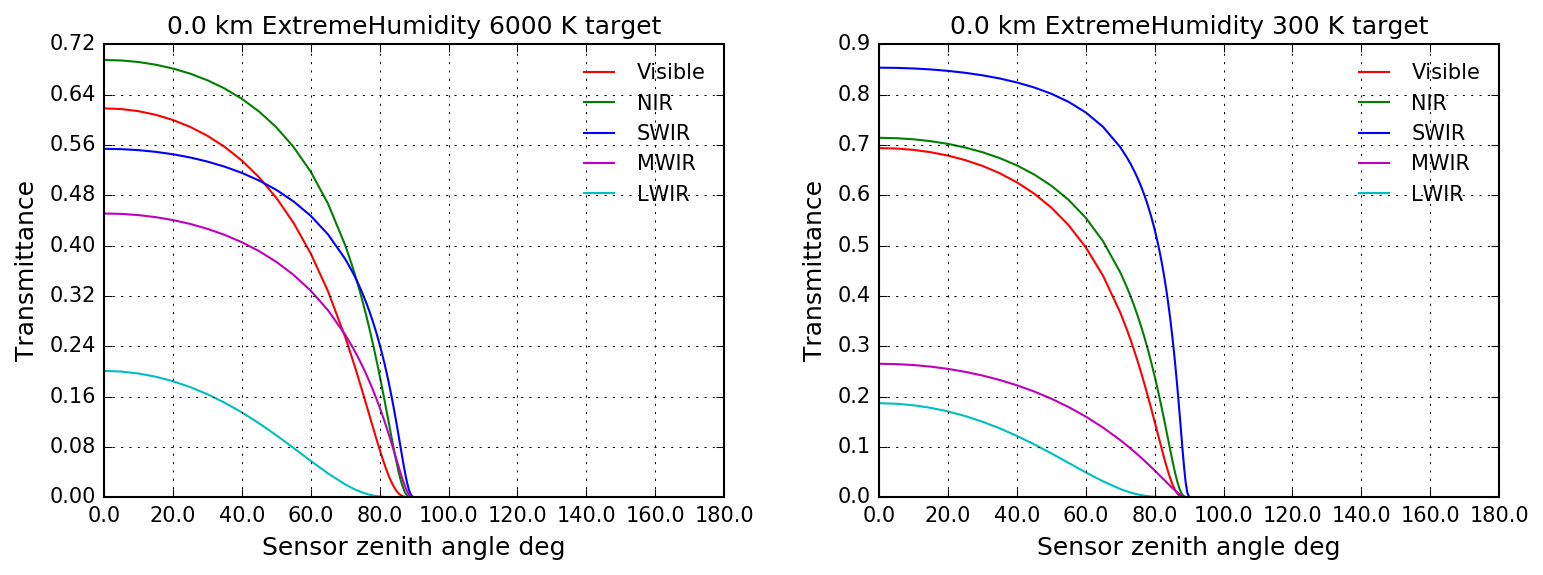 0.0 km ExtremeHumidity 6000 K target
0.72
0.64
0.56
0.48
0.40
0.32
0.24
0.16
0.08
0.00
Transmittance
Visible
NIR
SWIR
MWIR
LWIR
0.0 20.0 40.0 60.0 80.0 100.0 120.0 140.0 160.0 180.0
Sensor zenith angle deg
0.0 km ExtremeHumidity 300 K target
0.9
0.8
0.7
0.6
0.5
0.4
0.3
0.2
0.1
0.0
Transmittance
Visible
NIR
SWIR
MWIR
LWIR
0.0 20.0 40.0 60.0 80.0 100.0 120.0 140.0 160.0 180.0
Sensor zenith angle deg